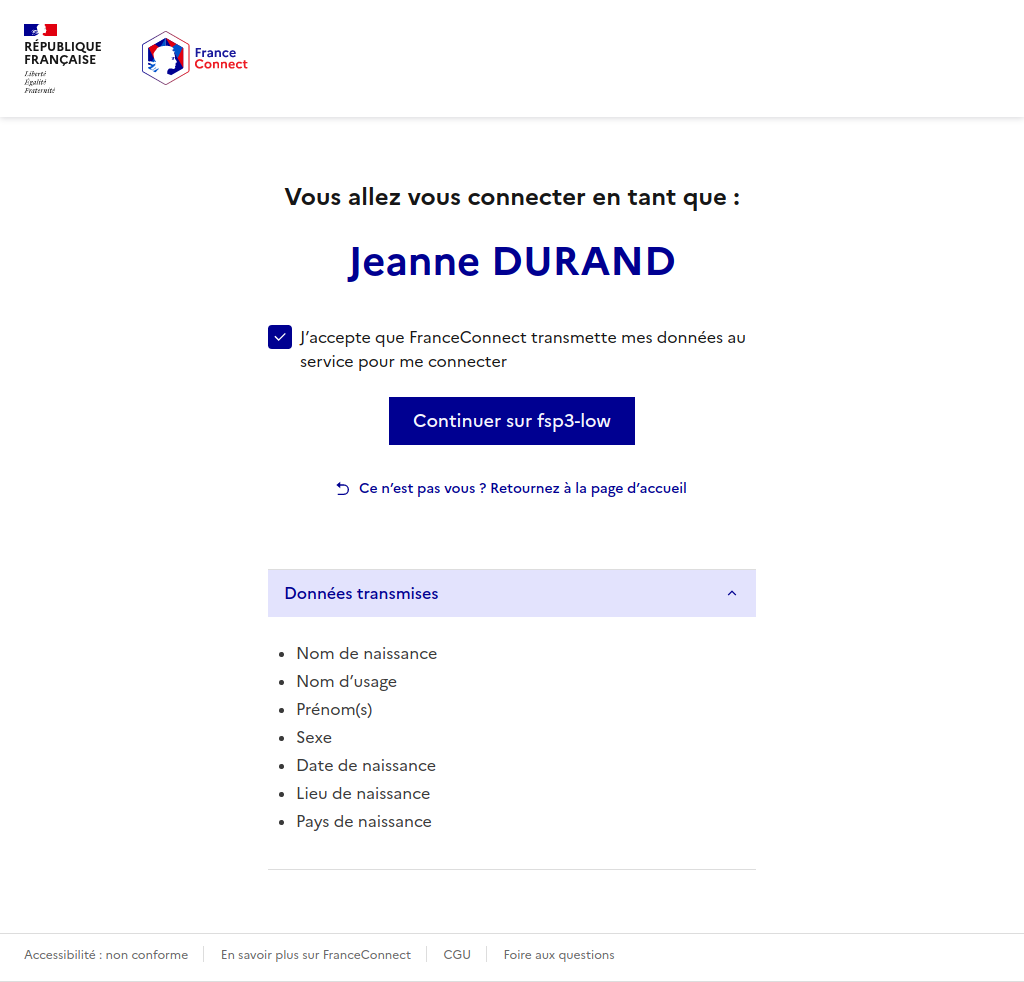 RÉPUBLIQUE
FRANÇAISE
Liberté
Égalité
Fraternité
France
Connect
Vous allez vous connecter en tant que :
Jeanne DURAND
J’accepte que FranceConnect transmette mes données au
service pour me connecter
Continuer sur fsp3-low
Ce n’est pas vous ? Retournez à la page d’accueil
Données transmises
Nom de naissance
Nom d’usage
Prénom(s)
Sexe
Date de naissance
Lieu de naissance
Pays de naissance
Accessibilité : non conforme
En savoir plus sur FranceConnect
CGU
Foire aux questions